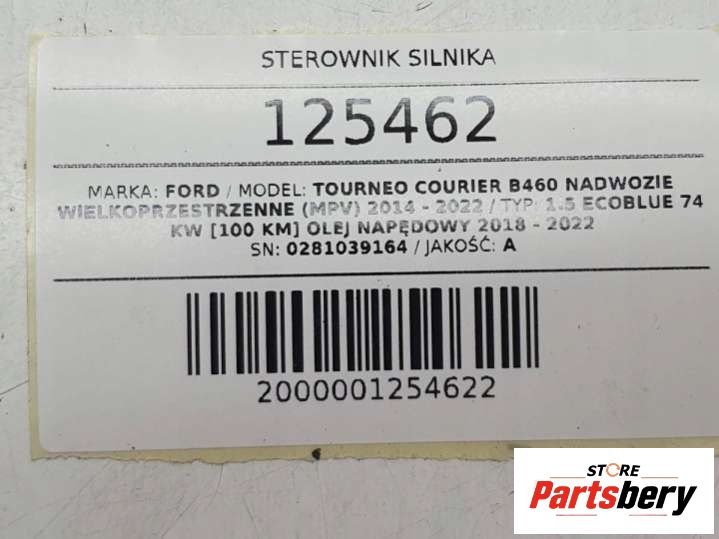 STEROWNIK SILNIKA
125462
MARKA: FORD / MODEL: TOURNEO COURIER B460 NADWOZIE
WIELKOPRZESTRZENNE (MPV) 2014 - 2022 / TYP: 1.5 ECOBLUE 74
KW [100 KM] OLEJ NAPĘDOWY 2018 - 2022
SN: 0281039164 / JAKOŚĆ: A
2000001254622
STORE
Partsbery